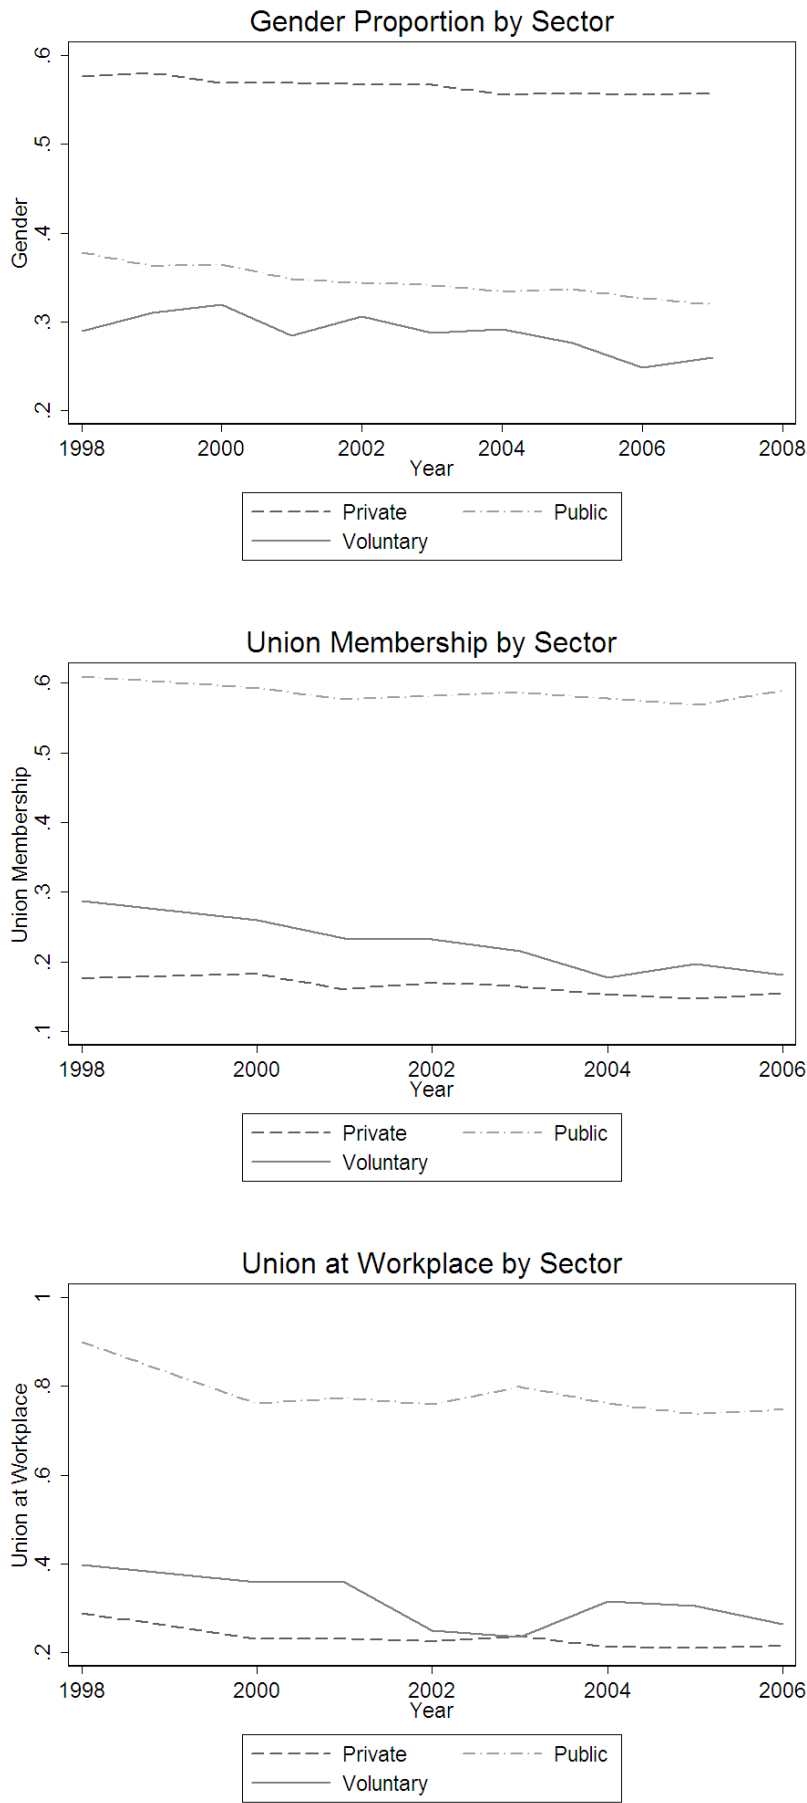 Gender Proportion by Sector
.6
.5
.4
.3
.2
Gender
1998 2000 2002 2004 2006 2008
Year
Private Public
Voluntary
Union Membership by Sector
.6
.5
.4
.3
.2
.1
Union Membership
1998 2000 2002 2004 2006
Year
Private Public
Voluntary
Union at Workplace by Sector
1
.8
.6
.4
.2
Union at Workplace
1998 2000 2002 2004 2006
Year
Private Public
Voluntary